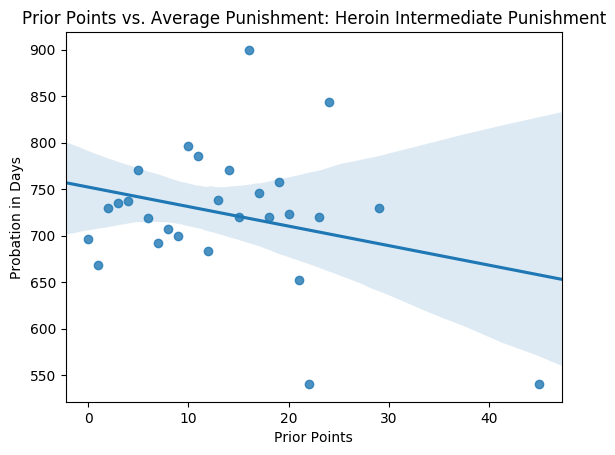 Prior Points vs. Average Punishment: Heroin Intermediate Punishment
900
850
800
750
700
650
600
550
Probation in Days
0 10 20 30 40
Prior Points